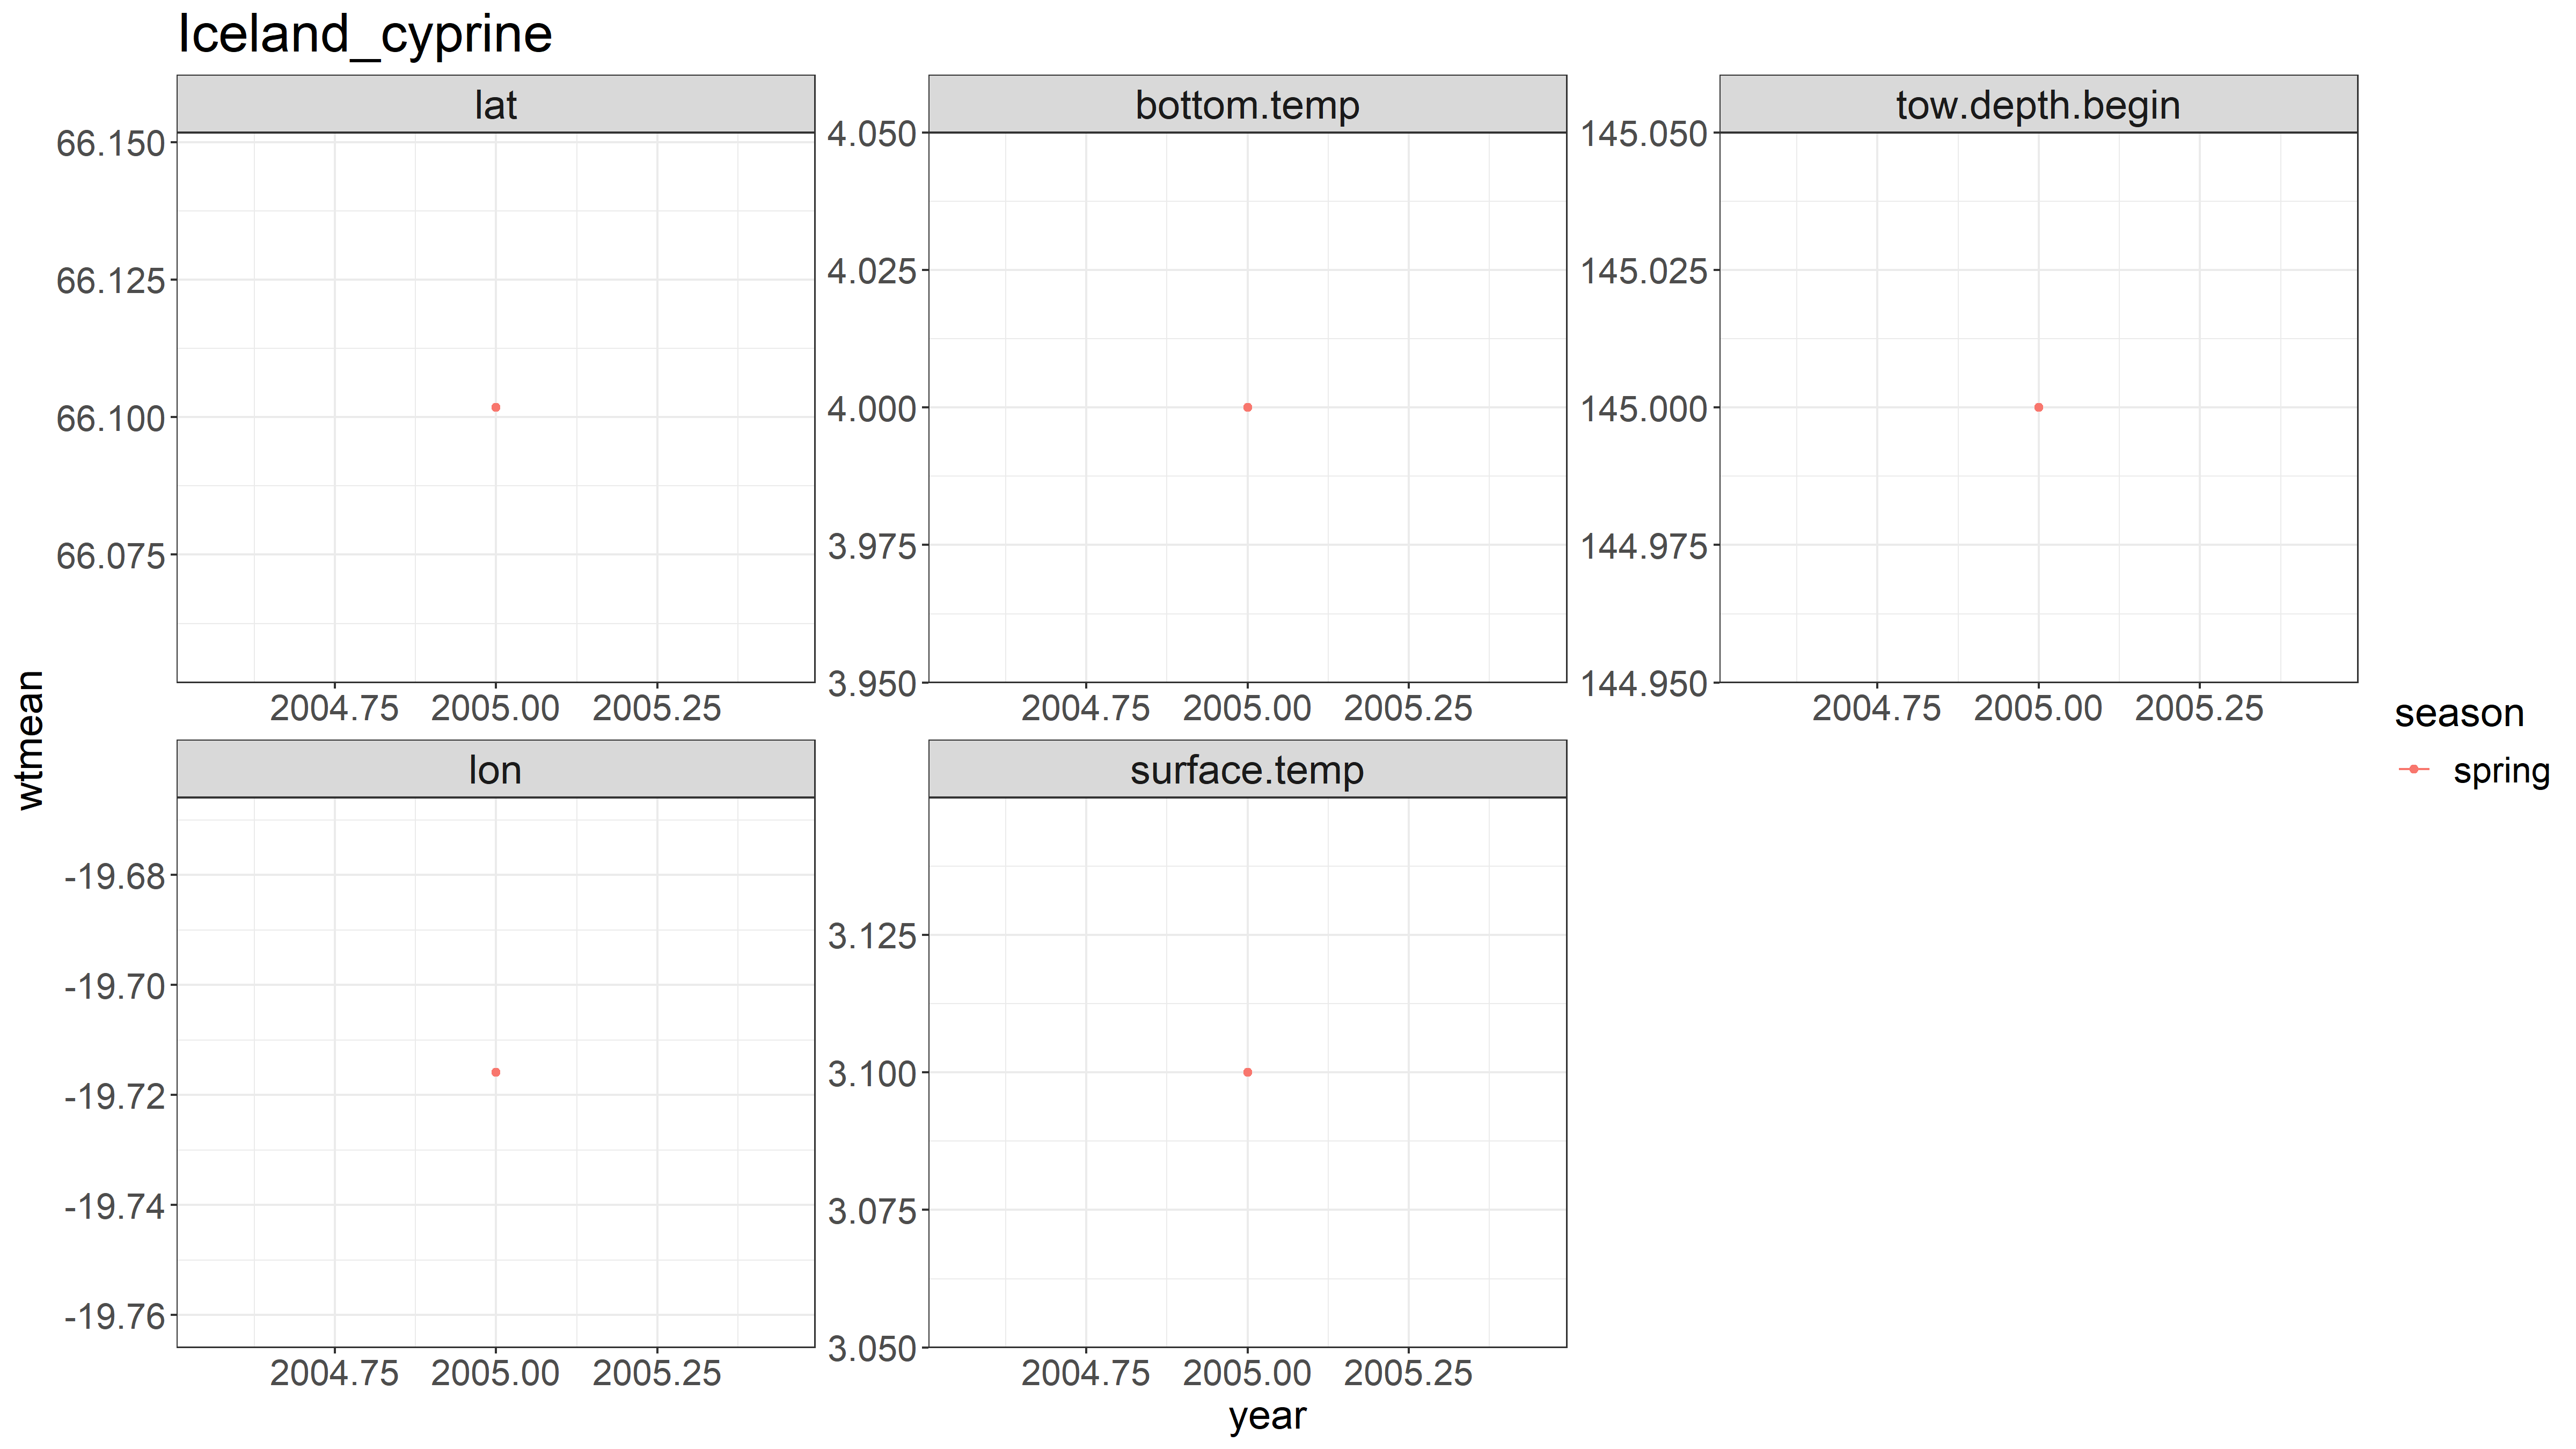 Iceland_cyprine
lat
bottom.temp
tow.depth.begin
66.150
66.125
66.100
66.075
4.050
4.025
4.000
3.975
3.950
145.050
145.025
145.000
144.975
144.950
2004.75 2005.00 2005.25
2004.75 2005.00 2005.25
2004.75 2005.00 2005.25
wtmean
season
spring
lon
surface.temp
-19.68
-19.70
-19.72
-19.74
-19.76
3.125
3.100
3.075
3.050
2004.75 2005.00 2005.25
2004.75 2005.00 2005.25
year